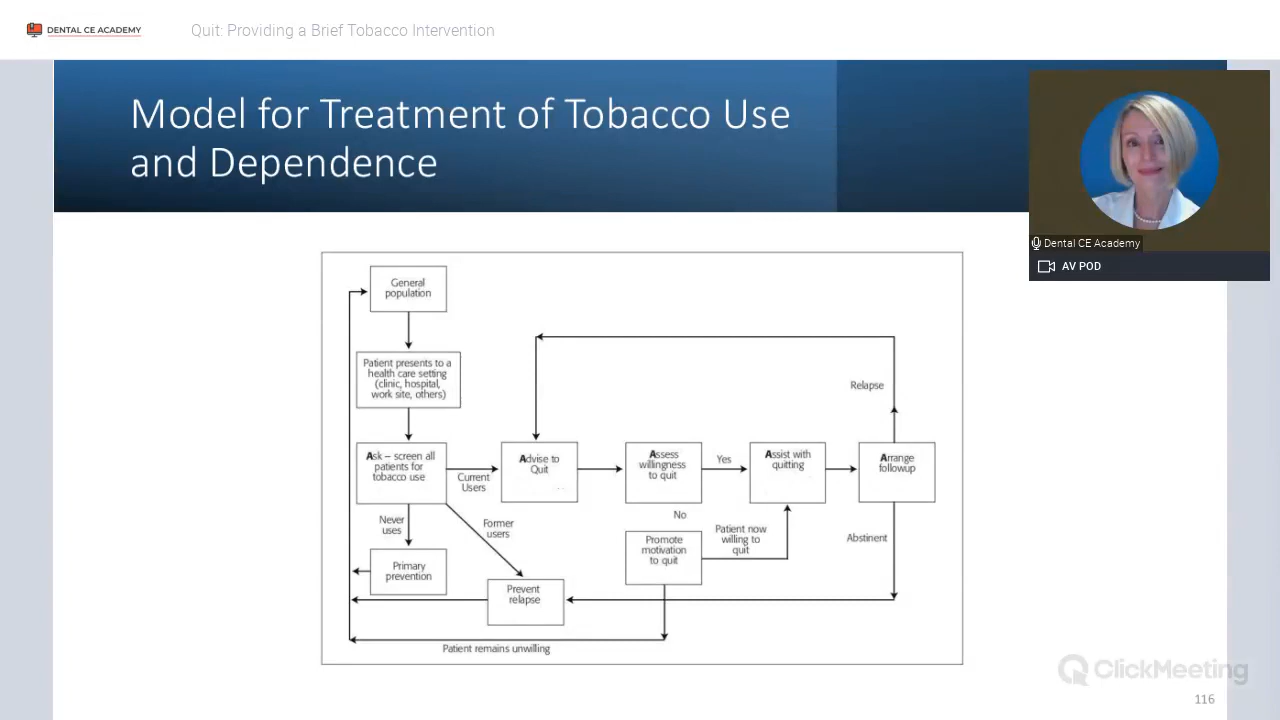 DENTAL CE ACADEMY
Quit: Providing a Brief Tobacco Intervention
Model for Treatment of Tobacco Use
and Dependence
Dental CE Academy
AV POD
General
population
Patient presents to a
health care setting
(clinic, hospital,
work site, others)
Relapse
Ask – screen all
patients for
tobacco use
Current
Users
Advise to
Quit
Assess
willingness
to quit
Yes
Assist with
quitting
Arrange
followup
Never
uses
Former
users
No
Patient now
willing to
quit
Abstinent
Promote
motivation
to quit
Primary
prevention
Prevent
relapse
Patient remains unwilling
ClickMeeting
116